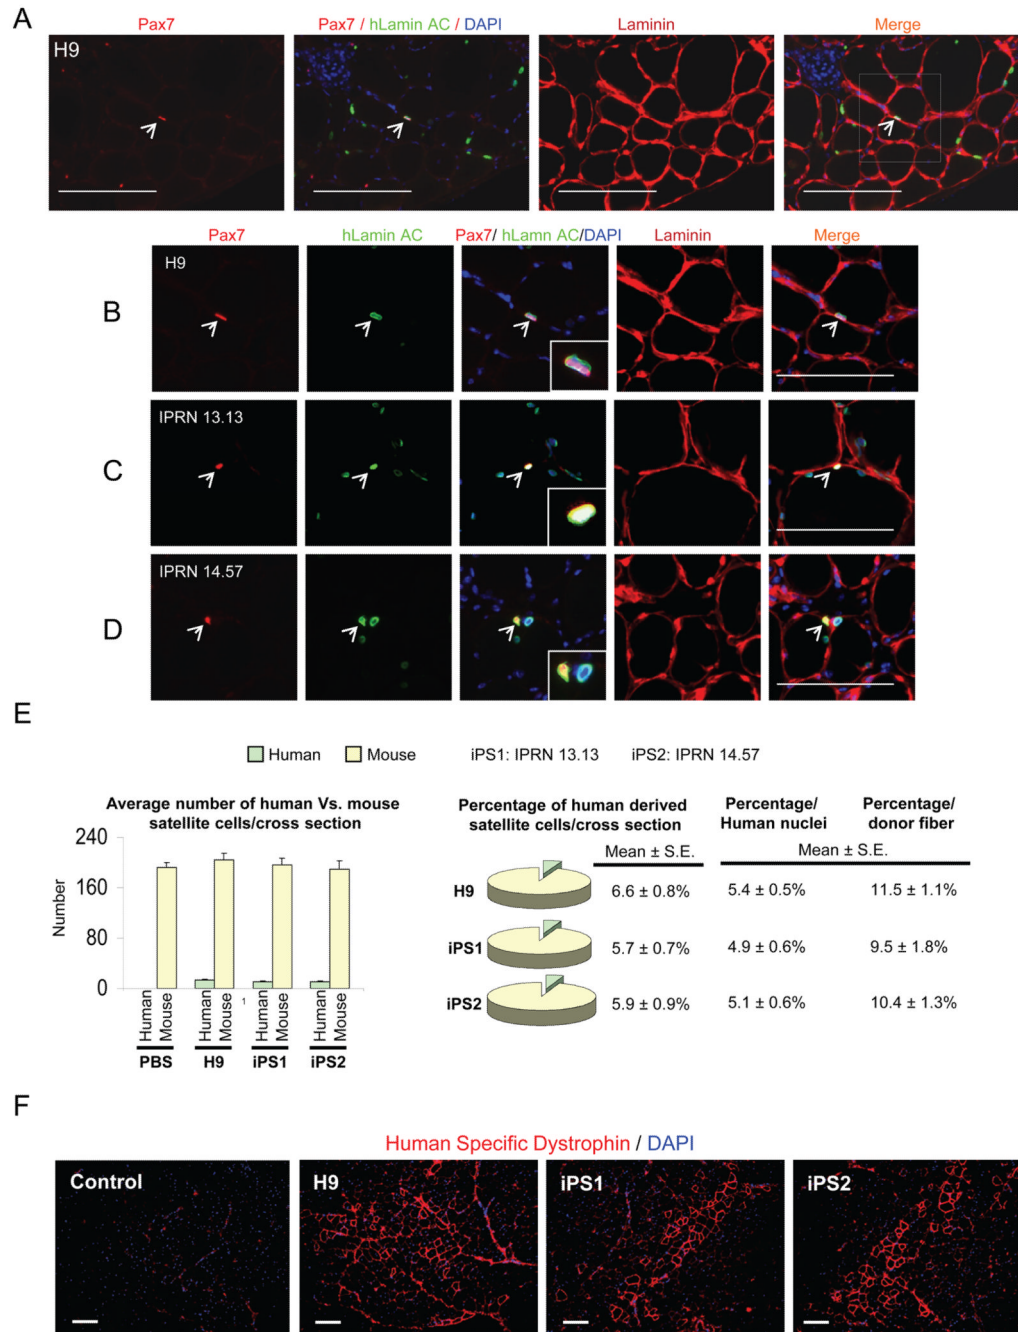 A
Pax7
Pax7 / hLamin AC / DAPI
Laminin
Merge
H9
Pax7
hLamin AC
Pax7/ hLamn AC/DAPI
Laminin
Merge
B
H9
C
IPRN 13.13
D
IPRN 14.57
E
Human
Mouse
iPS1: IPRN 13.13
iPS2: IPRN 14.57
Average number of human Vs. mouse
satellite cells/cross section
240
160
80
0
Number
Human
Mouse
Human
Mouse
1
Human
Mouse
Human
Mouse
PBS
H9
iPS1
iPS2
Percentage of human derived
satellite cells/cross section
Percentage/
Human nuclei
Percentage/
donor fiber
Mean ± S.E.
Mean ± S.E.
H9
6.6 ± 0.8%
5.4 ± 0.5%
11.5 ± 1.1%
iPS1
5.7 ± 0.7%
4.9 ± 0.6%
9.5 ± 1.8%
iPS2
5.9 ± 0.9%
5.1 ± 0.6%
10.4 ± 1.3%
F
Human Specific Dystrophin / DAPI
Control
H9
iPS1
iPS2